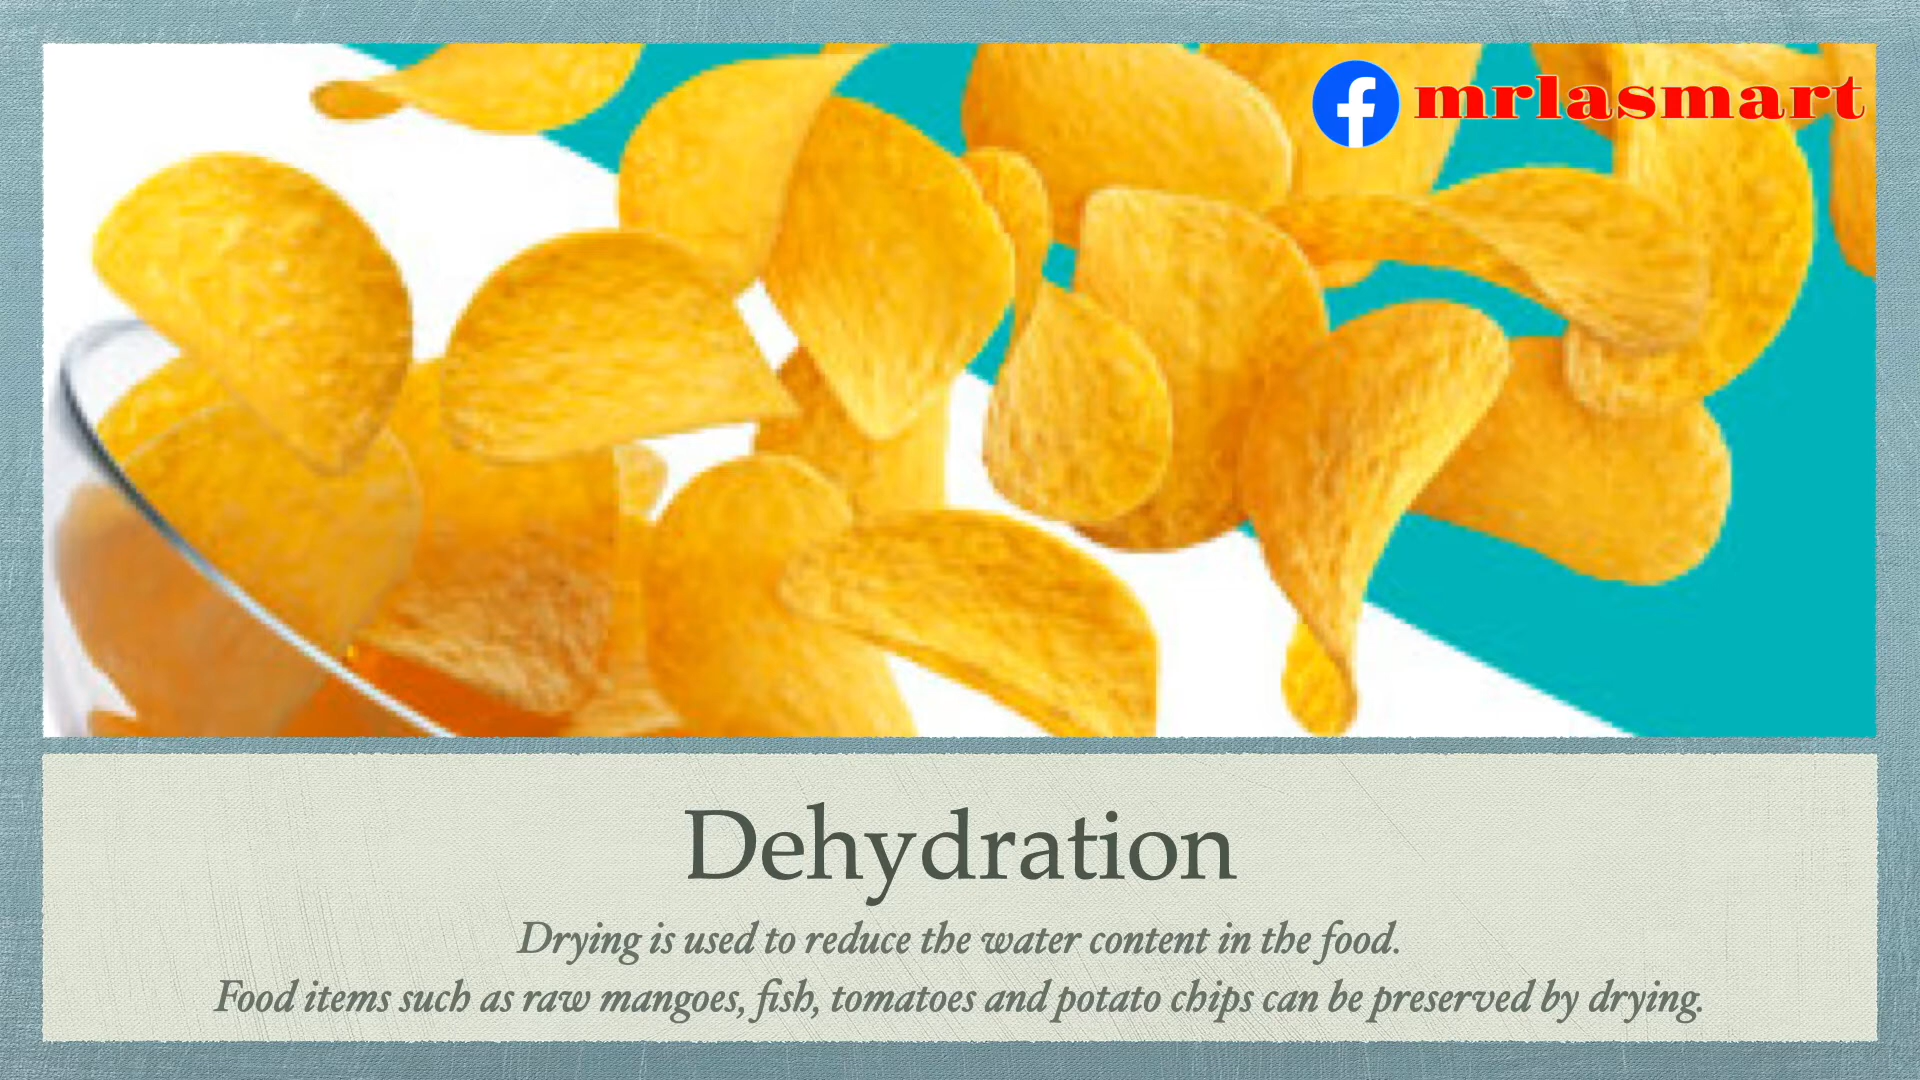 mrlasmart
Dehydration
Drying is used to reduce the water content in the food.
Food items such as raw mangoes, fish, tomatoes and potato chips can be preserved by drying.